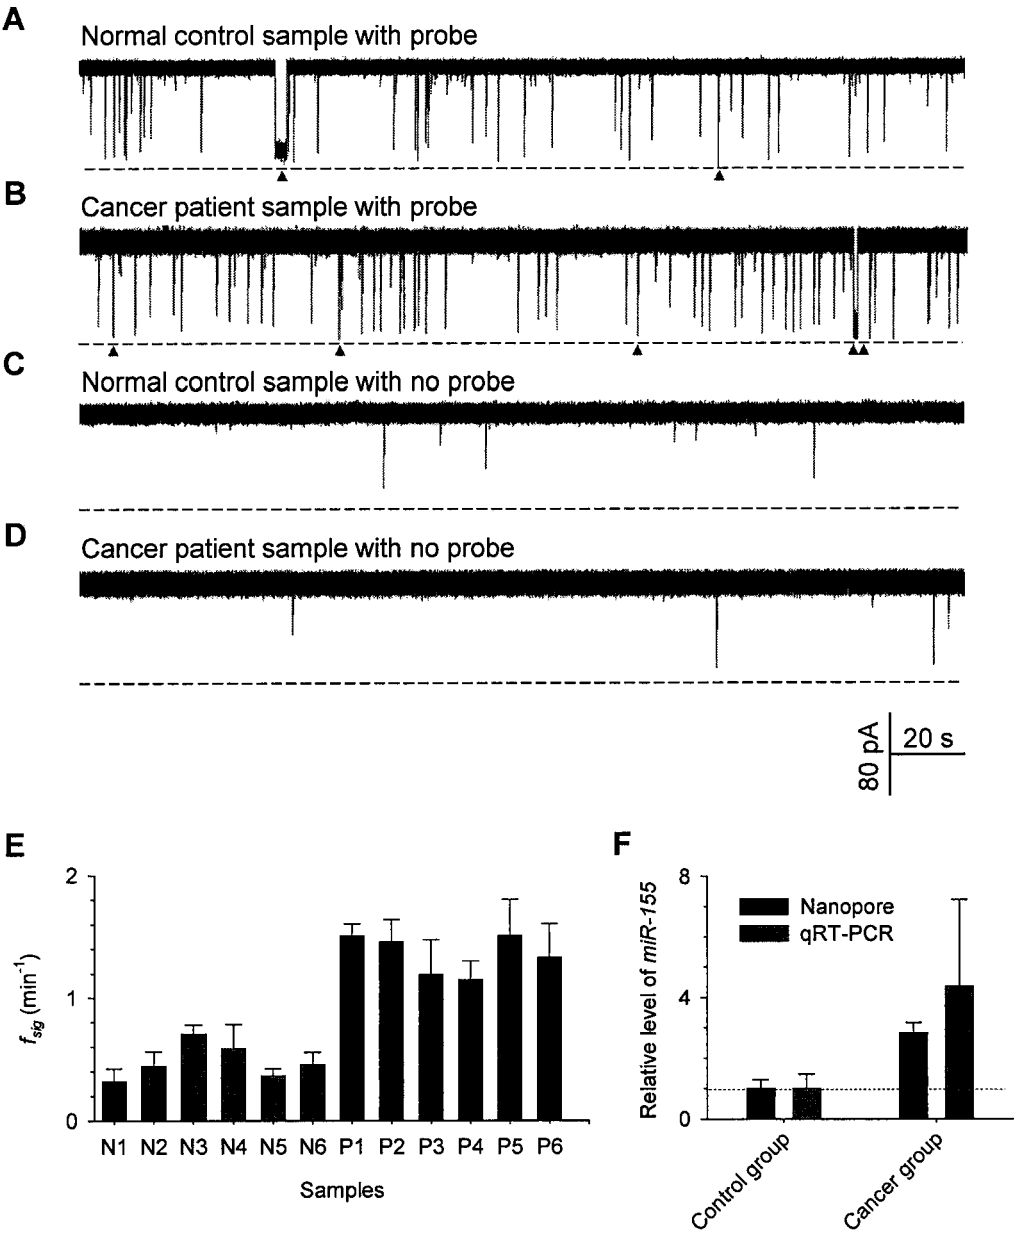 A
Normal control sample with probe
B
Cancer patient sample with probe
C
Normal control sample with no probe
D
Cancer patient sample with no probe
80 pA
20 s
E
2
1
0
f_sig (min⁻¹)
N1 N2 N3 N4 N5 N6 P1 P2 P3 P4 P5 P6
Samples
F
8
4
0
Relative level of miR-155
Nanopore
qRT-PCR
Control group
Cancer group